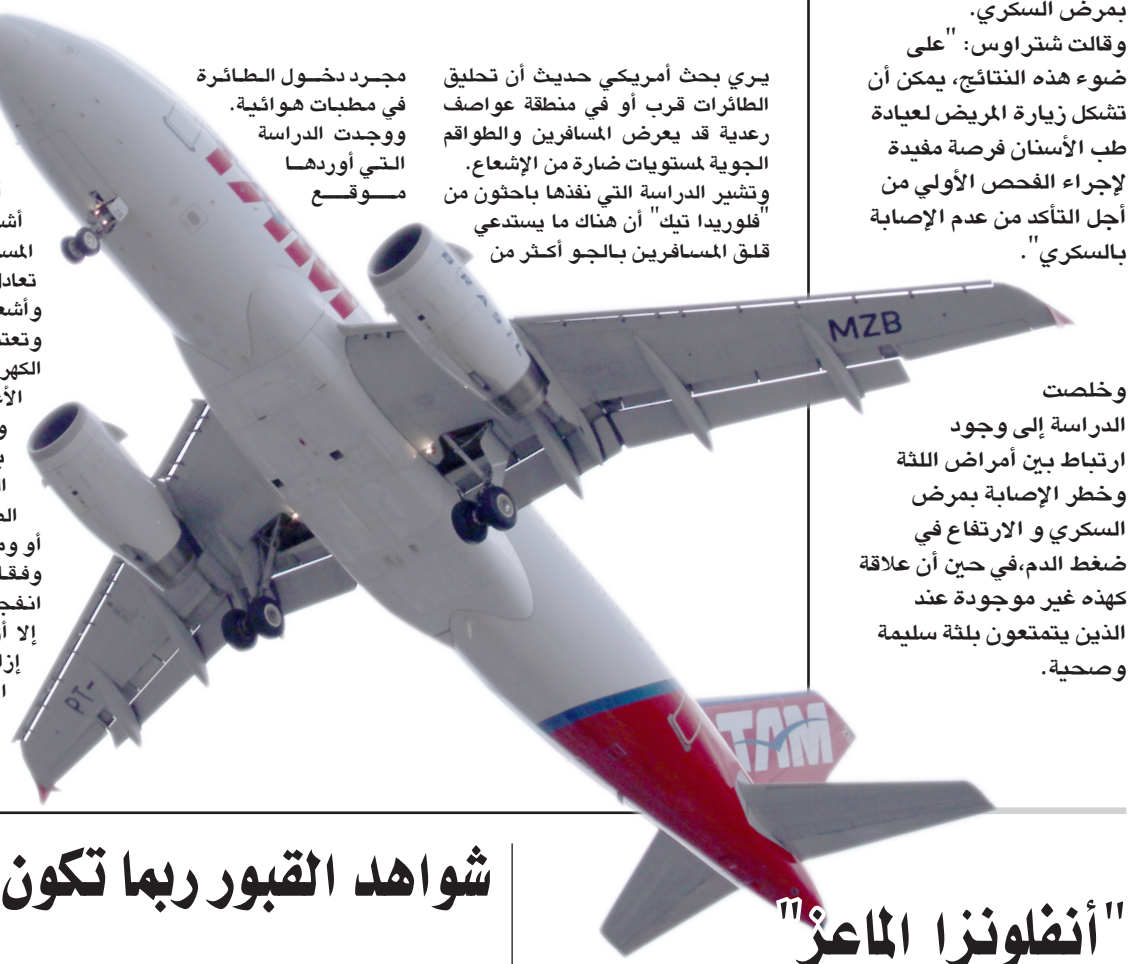 بمرض السكري.
وقالت شتراوس: "على
ضوء هذه النتائج، يمكن أن
تشكل زيارة المريض لعيادة
طب الأسنان فرصة مفيدة
لإجراء الفحص الأولي من
أجل التأكد من عدم الإصابة
بالسكري".
وخلصت
الدراسة إلى وجود
ارتباط بين أمراض اللثة
وخطر الإصابة بمرض
السكري و الارتفاع في
ضغط الدم،في حين أن علاقة
كهذه غير موجودة عند
الذين يتمتعون بلثة سليمة
وصحية.
يري بحث أمريكي حديث أن تحليق
الطائرات قرب أو في منطقة عواصف
رعدية قد يعرض المسافرين والطواقم
الجوية لمستويات ضارة من الإشعاع.
وتشير الدراسة التي نفذها باحثون من
"فلوريدا تيك" أن هناك ما يستدعي
قلق المسافرين بالجو أكثر من
مجرد دخول الطائرة
في مطبات هوائية.
ووجدت الدراسة
التي أوردها
موقع
أو
إلا
BRASIL
MZB
PT-
TAM
"أنفلونزا الماعز"
شواهد القبور ربما تكون